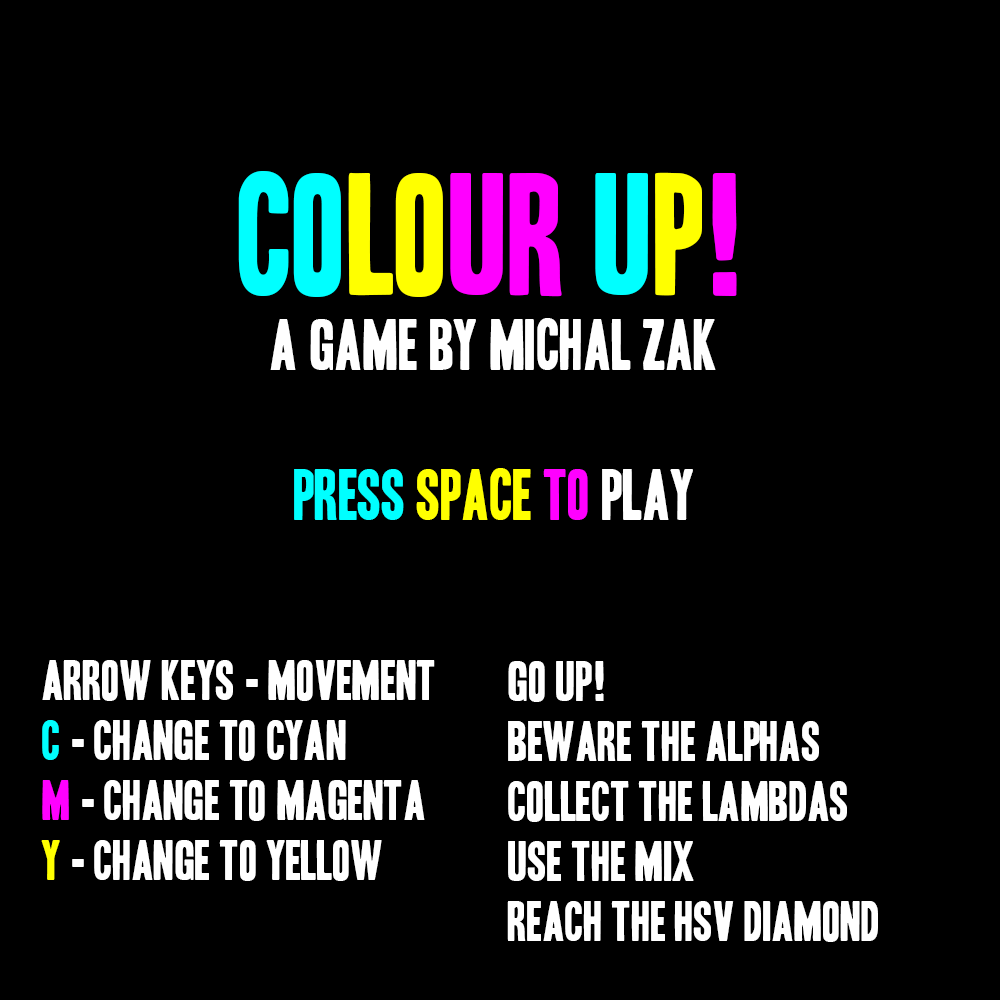 COLOUR UP!
A GAME BY MICHAL ZAK
PRESS SPACE TO PLAY
ARROW KEYS - MOVEMENT
C - CHANGE TO CYAN
M - CHANGE TO MAGENTA
Y - CHANGE TO YELLOW
GO UP!
BEWARE THE ALPHAS
COLLECT THE LAMBDAS
USE THE MIX
REACH THE HSV DIAMOND